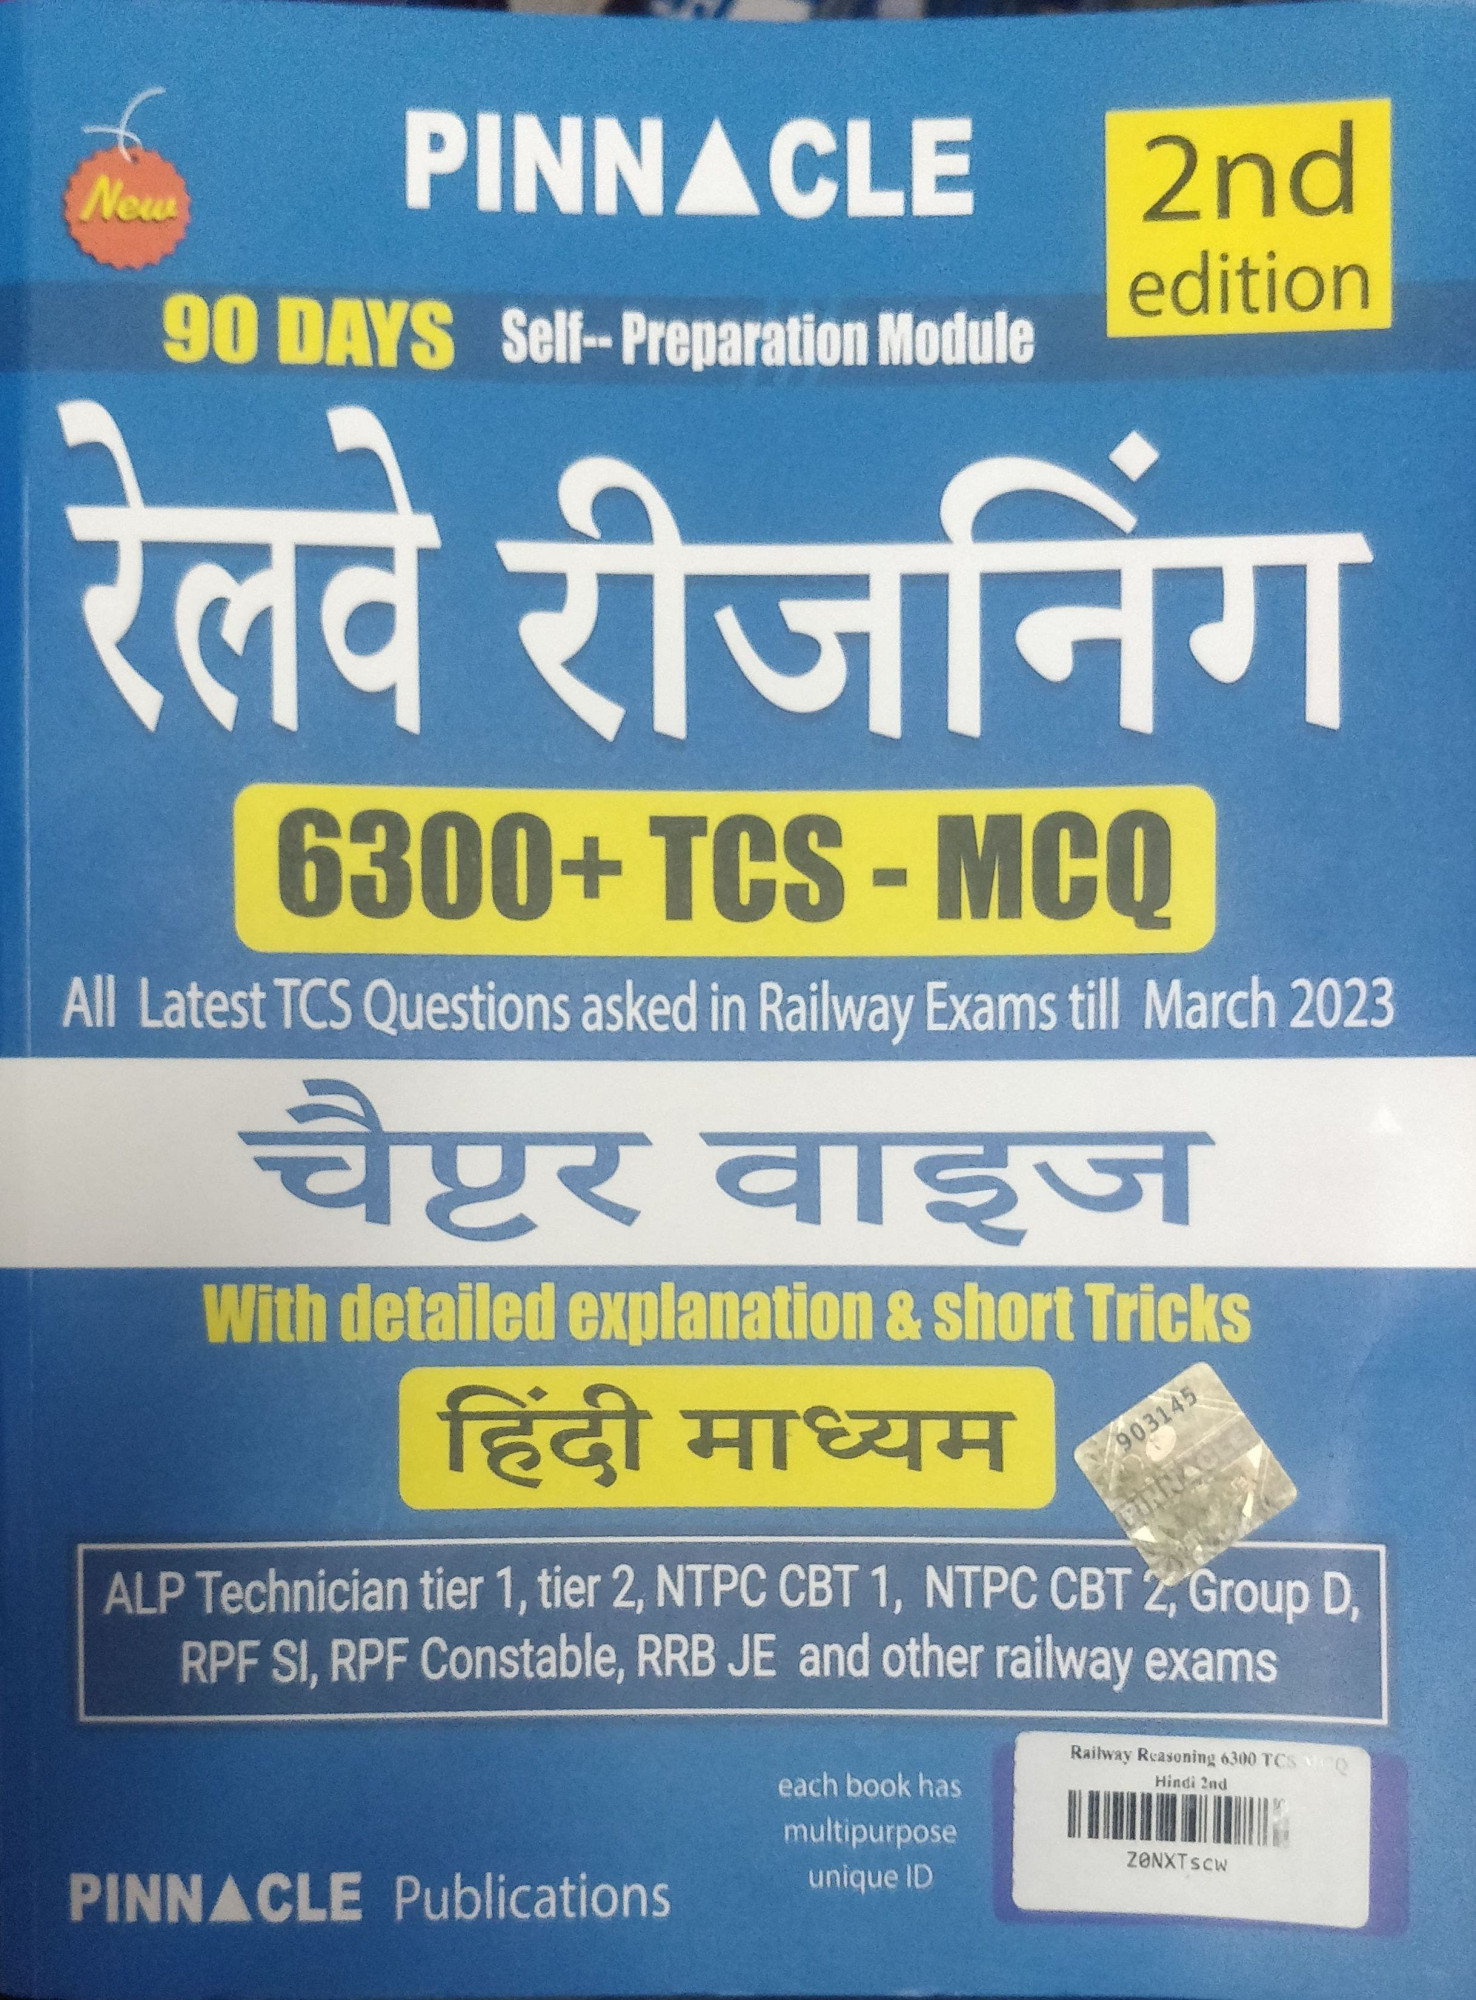 New
PINNACLE
2nd
edition
90 DAYS Self-- Preparation Module
रेलवे रीजनिंग
6300+ TCS - MCQ
All Latest TCS Questions asked in Railway Exams till March 2023
चैप्टर वाइज
With detailed explanation & short Tricks
हिंदी माध्यम
903145
PINNACLE
ALP Technician tier 1, tier 2, NTPC CBT 1, NTPC CBT 2, Group D,
RPF SI, RPF Constable, RRB JE and other railway exams
each book has
multipurpose
unique ID
Railway Reasoning 6300 TCS MCQ
Hindi 2nd
Z0NXTscw
PINNACLE Publications